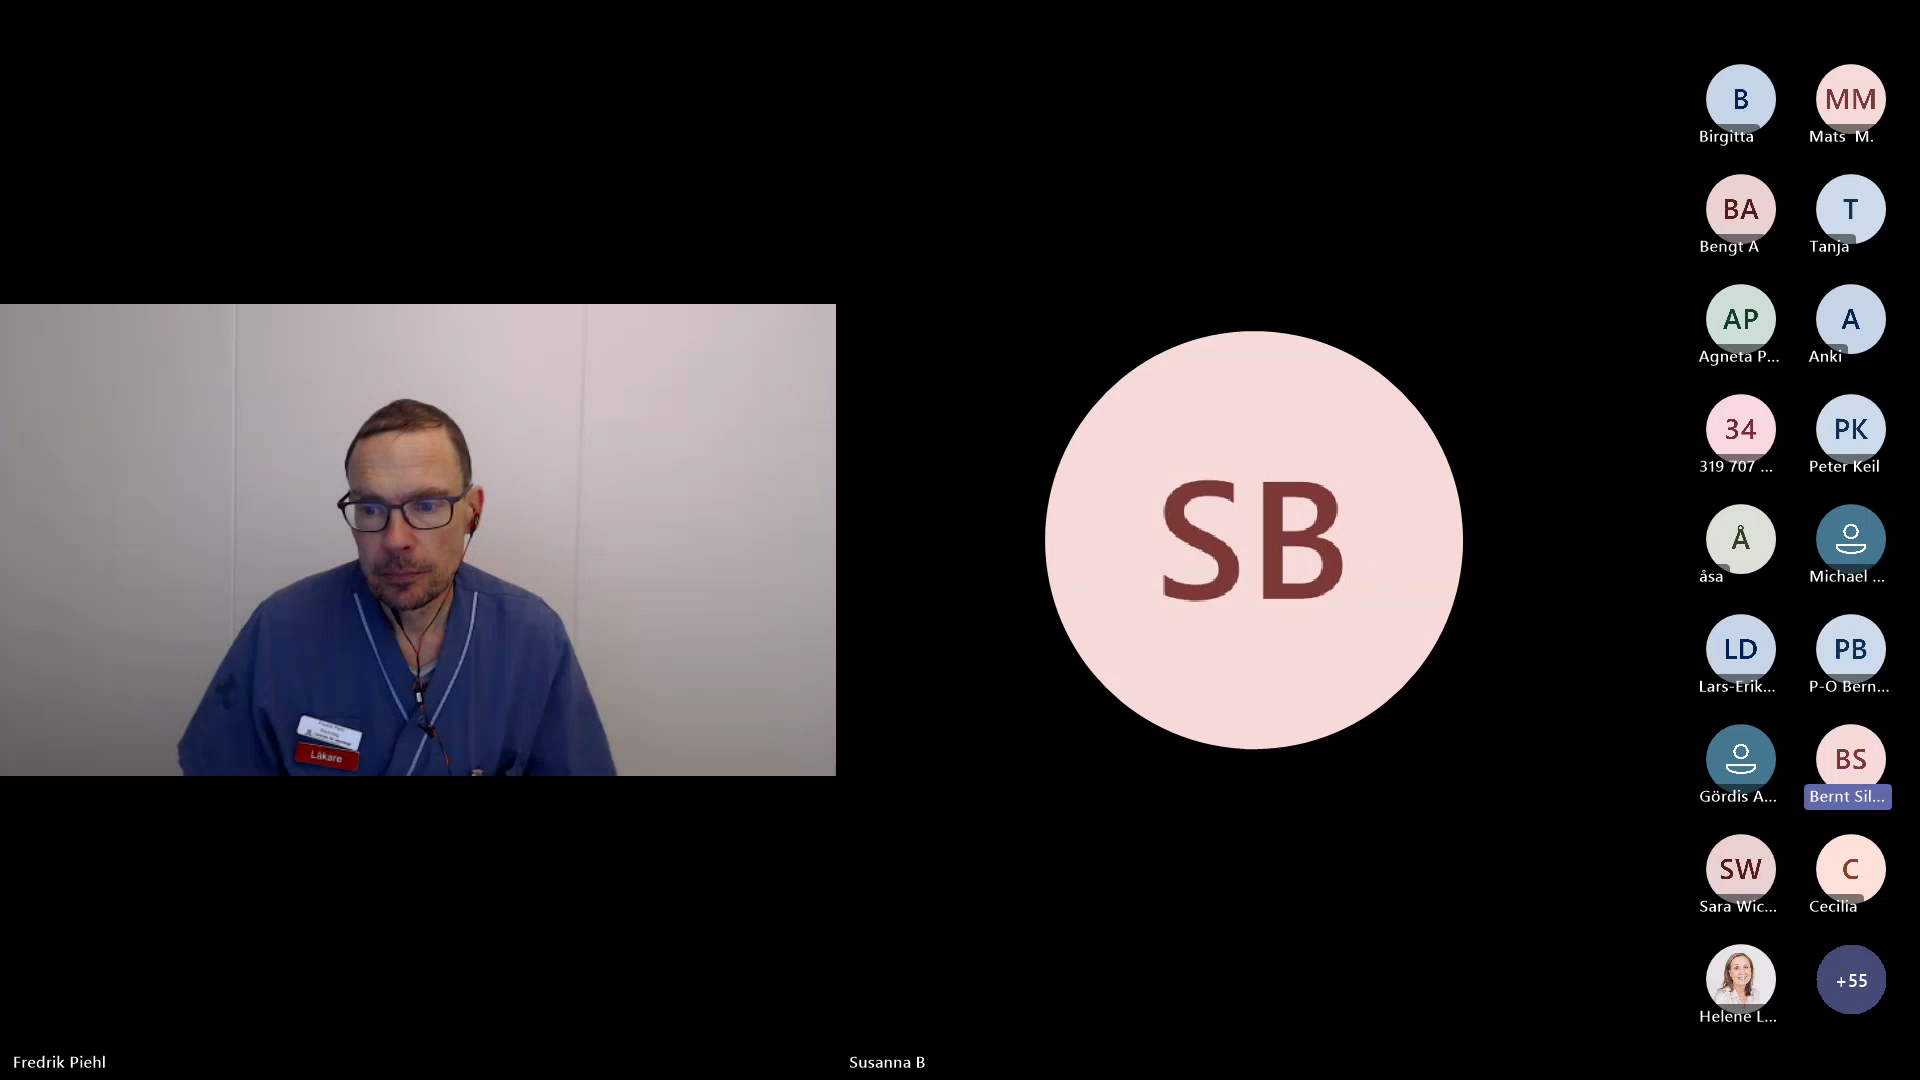 B
Birgitta
MM
Mats M.
BA
Bengt A
T
Tanja
AP
Agneta P...
A
Anki
34
319 707 ...
PK
Peter Keil
Å
åsa
Michael ...
LD
Lars-Erik...
PB
P-O Bern...
Gördis A...
BS
Bernt Sil...
SW
Sara Wic...
C
Cecilia
Helene L...
+55
SB
Läkare
Fredrik Piehl
Susanna B